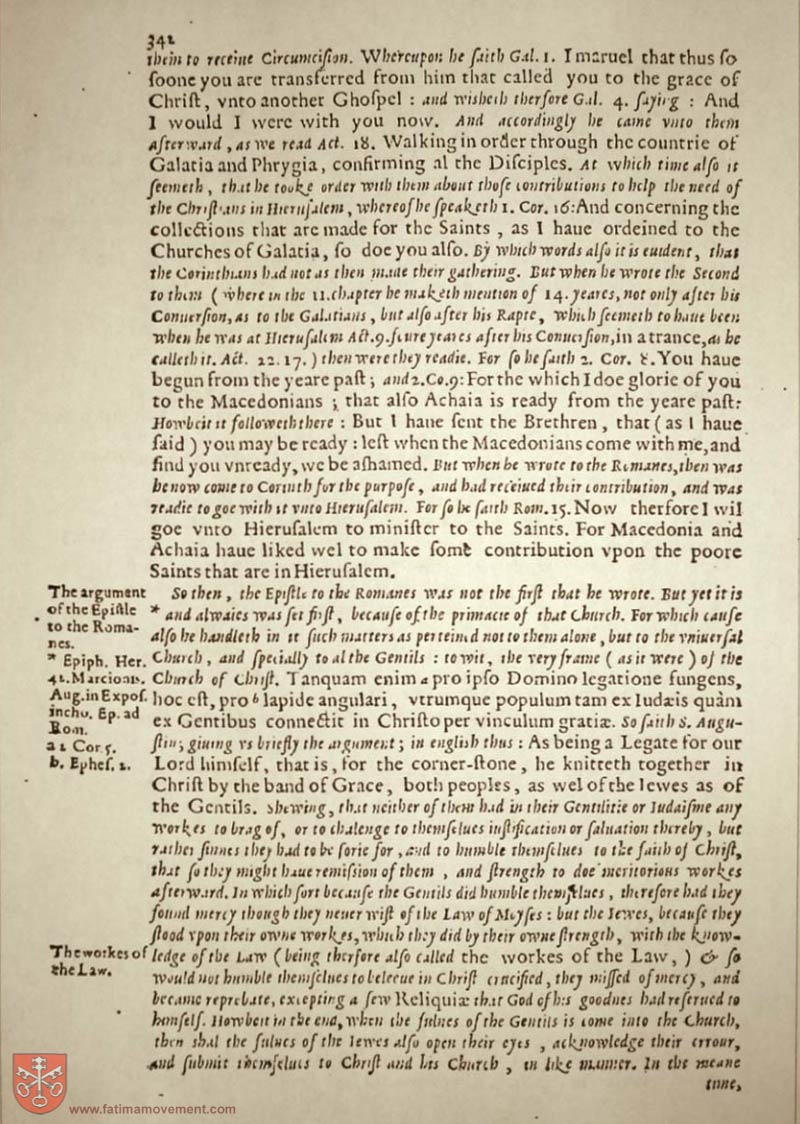 342
them to receiue Circumcision. Whereupon he saith Gal. 1. I maruel that thus so
soone you are transferred from him that called you to the grace of
Christ, vnto another Ghospel : and wisheth therfore Gal. 4. saying : And
I would I were with you now. And accordingly he came vnto them
afterward, as we read Act. 18. Walking in order through the countrie of
Galatia and Phrygia, confirming al the Disciples. At which time also it
seemeth, that he tooke order with them about those contributions to help the need of
the Christians in Hierusalem, whereof he speaketh 1. Cor. 16: And concerning the
collections that are made for the Saints, as I haue ordeined to the
Churches of Galatia, so doe you also. By which words also it is euident, that
the Corinthians had not as then made their gathering. But when he wrote the Second
to them ( where in the 11. chapter he maketh mention of 14. yeares, not only after his
Conuersion, as to the Galatians, but also after his Rapte, which seemeth to haue been
when he was at Hierusalem Act. 9. foure yeares after his Conuersion, in a trance, as he
calleth it. Act. 22. 17. ) then were they readie. For so he saith 2. Cor. 8. You haue
begun from the yeare past; and 2. Co. 9: For the which I doe glorie of you
to the Macedonians ; that also Achaia is ready from the yeare past:
Howbeit it followeth there : But I haue sent the Brethren, that ( as I haue
said ) you may be ready : lest when the Macedonians come with me, and
find you vnready, we be ashamed. But when he wrote to the Romanes, then was
he now come to Corinth for the purpose, and had receiued their contribution, and was
readie to goe with it vnto Hierusalem. For so he saith Rom. 15. Now therfore I wil
goe vnto Hierusalem to minister to the Saints. For Macedonia and
Achaia haue liked wel to make some contribution vpon the poore
Saints that are in Hierusalem.
The argument
of the Epistle
to the Roma-
nes.
* Epiph. Her.
42. Marcionis.
Aug. in Expos.
incho. Ep. ad
Rom.
a 2 Cor 5.
b. Ephes. 2.
So then, the Epistle to the Romanes was not the first that he wrote. But yet it is
* and alwaies was set first, because of the primacie of that Church. For which cause
also he handleth in it such matters as perteined not to them alone, but to the vniuersal
Church, and specially to al the Gentils : to wit, the very frame ( as it were ) of the
Church of Christ. Tanquam enim a pro ipso Domino legatione fungens,
hoc est, pro b lapide angulari, vtrumque populum tam ex Iudæis quàm
ex Gentibus connectit in Christo per vinculum gratiæ. So saith S. Augu-
stin; giuing vs briefly the argument; in english thus : As being a Legate for our
Lord himself, that is, for the corner-stone, he knitteth together in
Christ by the band of Grace, both peoples, as wel of the Iewes as of
the Gentils. Shewing, that neither of them had in their Gentilitie or Iudaisme any
workes to brag of, or to chalenge to themselues iustification or saluation thereby, but
rather sinnes they had to be sorie for, and to humble themselues to the faith of Christ,
that so they might haue remission of them, and strength to doe meritorious workes
afterward. In which sort because the Gentils did humble themselues, therefore had they
found mercy though they neuer wist of the Law of Moyses : but the Iewes, because they
stood vpon their owne workes, which they did by their owne strength, with the know-
The workes of
the Law.
ledge of the Law ( being therfore also called the workes of the Law, ) & so
would not humble themselues to beleeue in Christ crucified, they missed of mercy, and
became reprobate, excepting a few Reliquiæ that God of his goodnes had reserued to
himself. Howbeit in the end, when the fulnes of the Gentils is come into the Church,
then shal the fulnes of the Iewes also open their eyes, acknowledge their errour,
and submit themselues to Christ and his Church, in like manner. In the meane
time,
www.fatimamovement.com